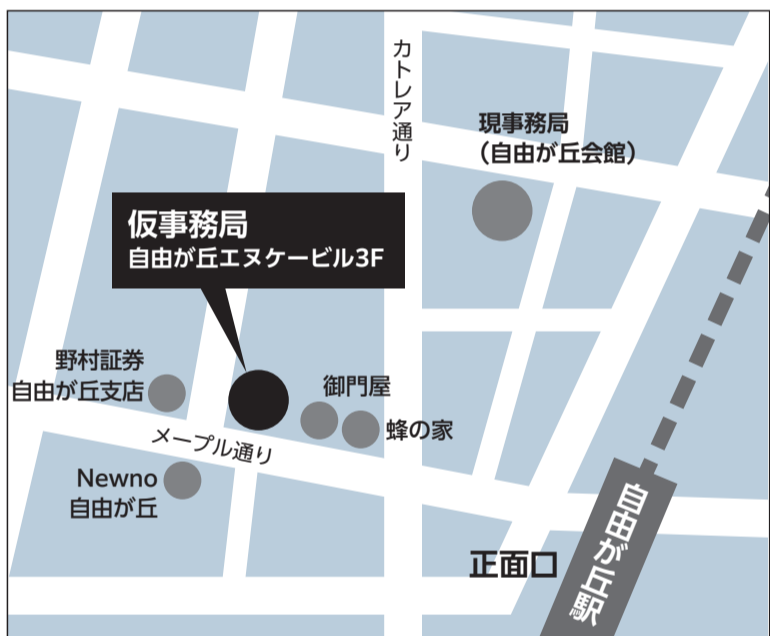 カトレア通り
現事務局
（自由が丘会館）
仮事務局
自由が丘エヌケービル3F
野村証券
自由が丘支店
御門屋
蜂の家
メープル通り
Newno
自由が丘
正面口
自由が丘駅